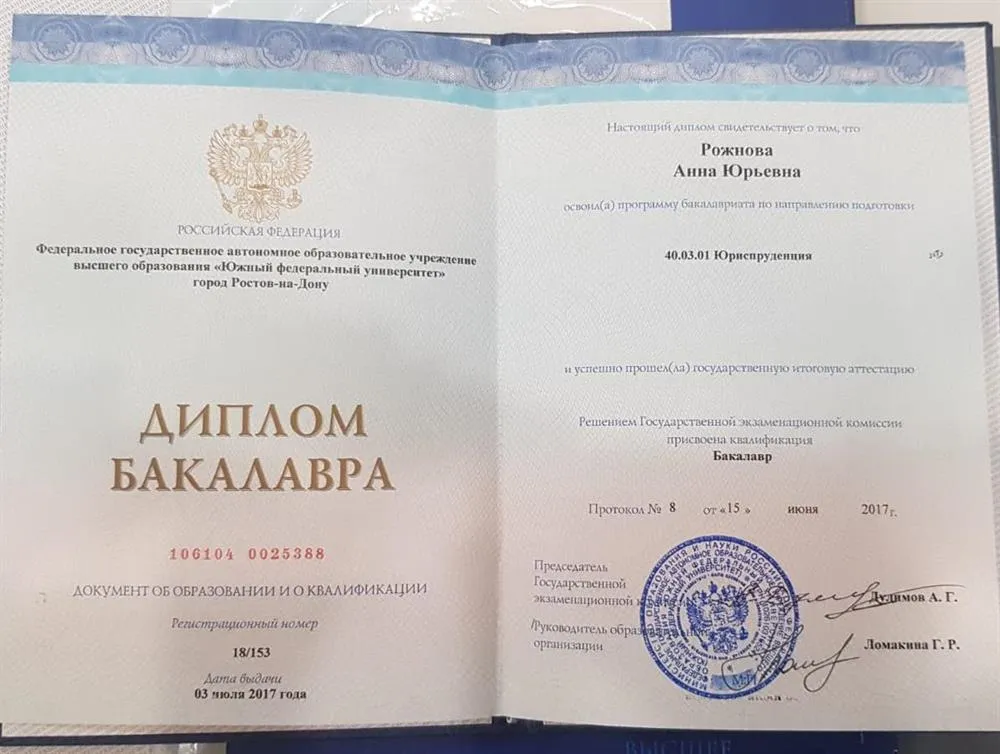 РОССИЙСКАЯ ФЕДЕРАЦИЯ
Федеральное государственное автономное образовательное учреждение
высшего образования «Южный федеральный университет»
город Ростов-на-Дону
ДИПЛОМ
БАКАЛАВРА
106104 0025388
ДОКУМЕНТ ОБ ОБРАЗОВАНИИ И О КВАЛИФИКАЦИИ
Регистрационный номер
18/153
Дата выдачи
03 июля 2017 года
Настоящий диплом свидетельствует о том, что
Рожнова
Анна Юрьевна
освоил(а) программу бакалавриата по направлению подготовки
40.03.01 Юриспруденция
и успешно прошел(ла) государственную итоговую аттестацию
Решением Государственной экзаменационной комиссии
присвоена квалификация
Бакалавр
Протокол № 8 от «15 » июня 2017 г.
Председатель
Государственной
экзаменационной
Дудимов А. Г.
Руководитель
организации
Ломакина Г. Р.
М.П.
ВЫСШЕЕ